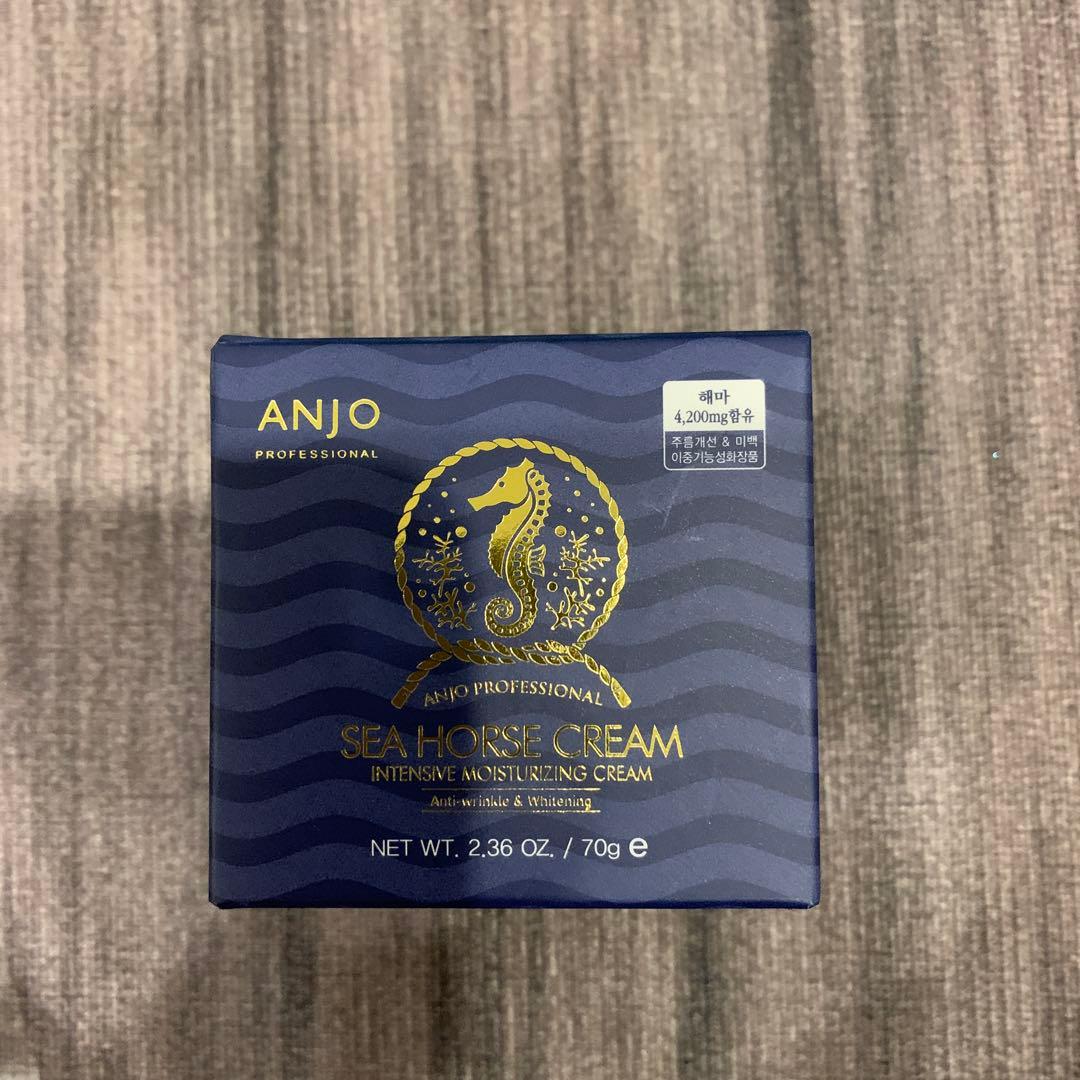 ANJO
PROFESSIONAL
해마
4,200mg함유
주름개선 & 미백
이중기능성화장품
ANJO PROFESSIONAL
SEA HORSE CREAM
INTENSIVE MOISTURIZING CREAM
Anti-wrinkle & Whitening
NET WT. 2.36 OZ. / 70g ℮